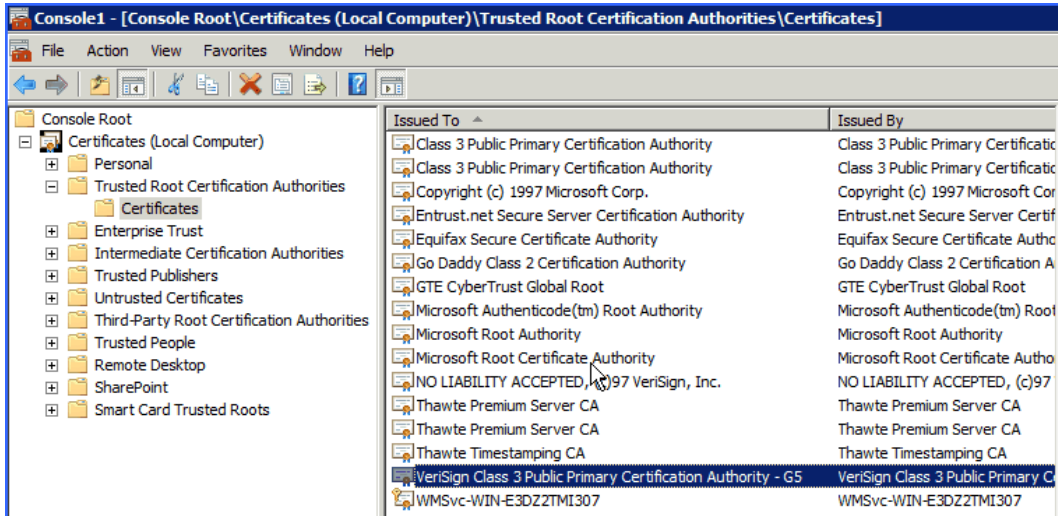 Console1 - [Console Root\Certificates (Local Computer)\Trusted Root Certification Authorities\Certificates]
File Action View Favorites Window Help
Console Root
Certificates (Local Computer)
Personal
Trusted Root Certification Authorities
Certificates
Enterprise Trust
Intermediate Certification Authorities
Trusted Publishers
Untrusted Certificates
Third-Party Root Certification Authorities
Trusted People
Remote Desktop
SharePoint
Smart Card Trusted Roots
Issued To Issued By
Class 3 Public Primary Certification Authority Class 3 Public Primary Certificatic
Class 3 Public Primary Certification Authority Class 3 Public Primary Certificatic
Copyright (c) 1997 Microsoft Corp. Copyright (c) 1997 Microsoft Cor
Entrust.net Secure Server Certification Authority Entrust.net Secure Server Certif
Equifax Secure Certificate Authority Equifax Secure Certificate Autho
Go Daddy Class 2 Certification Authority Go Daddy Class 2 Certification A
GTE CyberTrust Global Root GTE CyberTrust Global Root
Microsoft Authenticode(tm) Root Authority Microsoft Authenticode(tm) Root
Microsoft Root Authority Microsoft Root Authority
Microsoft Root Certificate Authority Microsoft Root Certificate Autho
NO LIABILITY ACCEPTED, (c)97 VeriSign, Inc. NO LIABILITY ACCEPTED, (c)97
Thawte Premium Server CA Thawte Premium Server CA
Thawte Premium Server CA Thawte Premium Server CA
Thawte Timestamping CA Thawte Timestamping CA
VeriSign Class 3 Public Primary Certification Authority - G5 VeriSign Class 3 Public Primary C
WMSvc-WIN-E3DZ2TMI307 WMSvc-WIN-E3DZ2TMI307